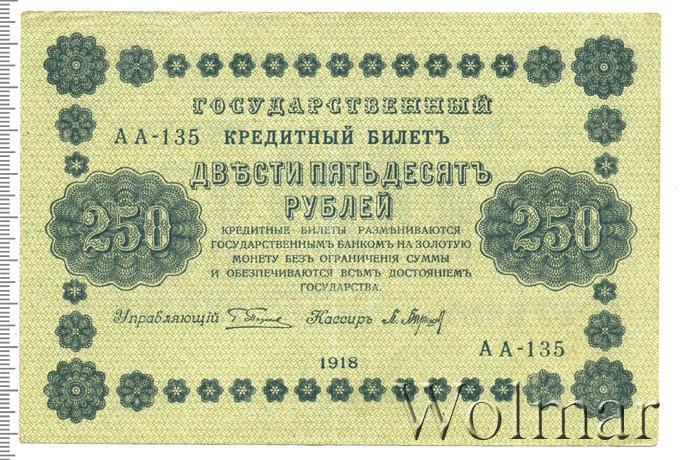 ГОСУДАРСТВЕННЫЙ
АА-135 КРЕДИТНЫЙ БИЛЕТЪ
ДВѢСТИ ПЯТЬДЕСЯТЪ
РУБЛЕЙ
250 250
КРЕДИТНЫЕ БИЛЕТЫ РАЗМѢНИВАЮТСЯ
ГОСУДАРСТВЕННЫМЪ БАНКОМЪ НА ЗОЛОТУЮ
МОНЕТУ БЕЗЪ ОГРАНИЧЕНІЯ СУММЫ
И ОБЕЗПЕЧИВАЮТСЯ ВСѢМЪ ДОСТОЯНІЕМЪ
ГОСУДАРСТВА.
Управляющій Кассиръ
1918
АА-135
Wolmar